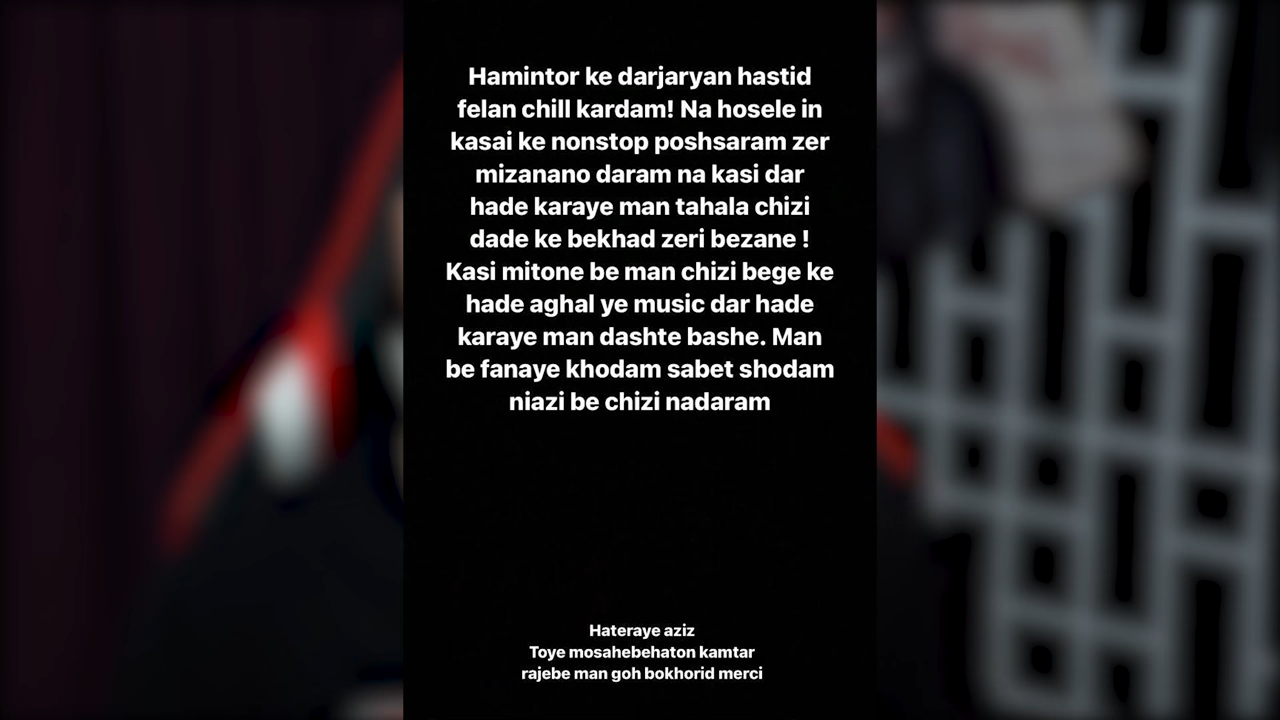 Hamintor ke darjaryan hastid
felan chill kardam! Na hosele in
kasai ke nonstop poshsaram zer
mizanano daram na kasi dar
hade karaye man tahala chizi
dade ke bekhad zeri bezane !
Kasi mitone be man chizi bege ke
hade aghal ye music dar hade
karaye man dashte bashe. Man
be fanaye khodam sabet shodam
niazi be chizi nadaram
Hateraye aziz
Toye mosahebehaton kamtar
rajebe man goh bokhorid merci